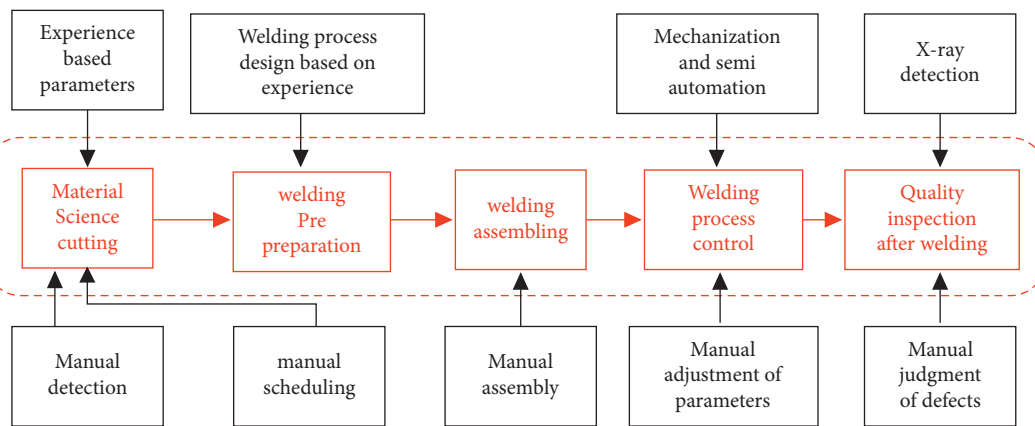 Experience
based
parameters
Welding process
design based on
experience
Mechanization
and semi
automation
X-ray
detection
Material
Science
cutting
welding
Pre
preparation
welding
assembling
Welding
process
control
Quality
inspection
after welding
Manual
detection
manual
scheduling
Manual
assembly
Manual
adjustment of
parameters
Manual
judgment
of defects